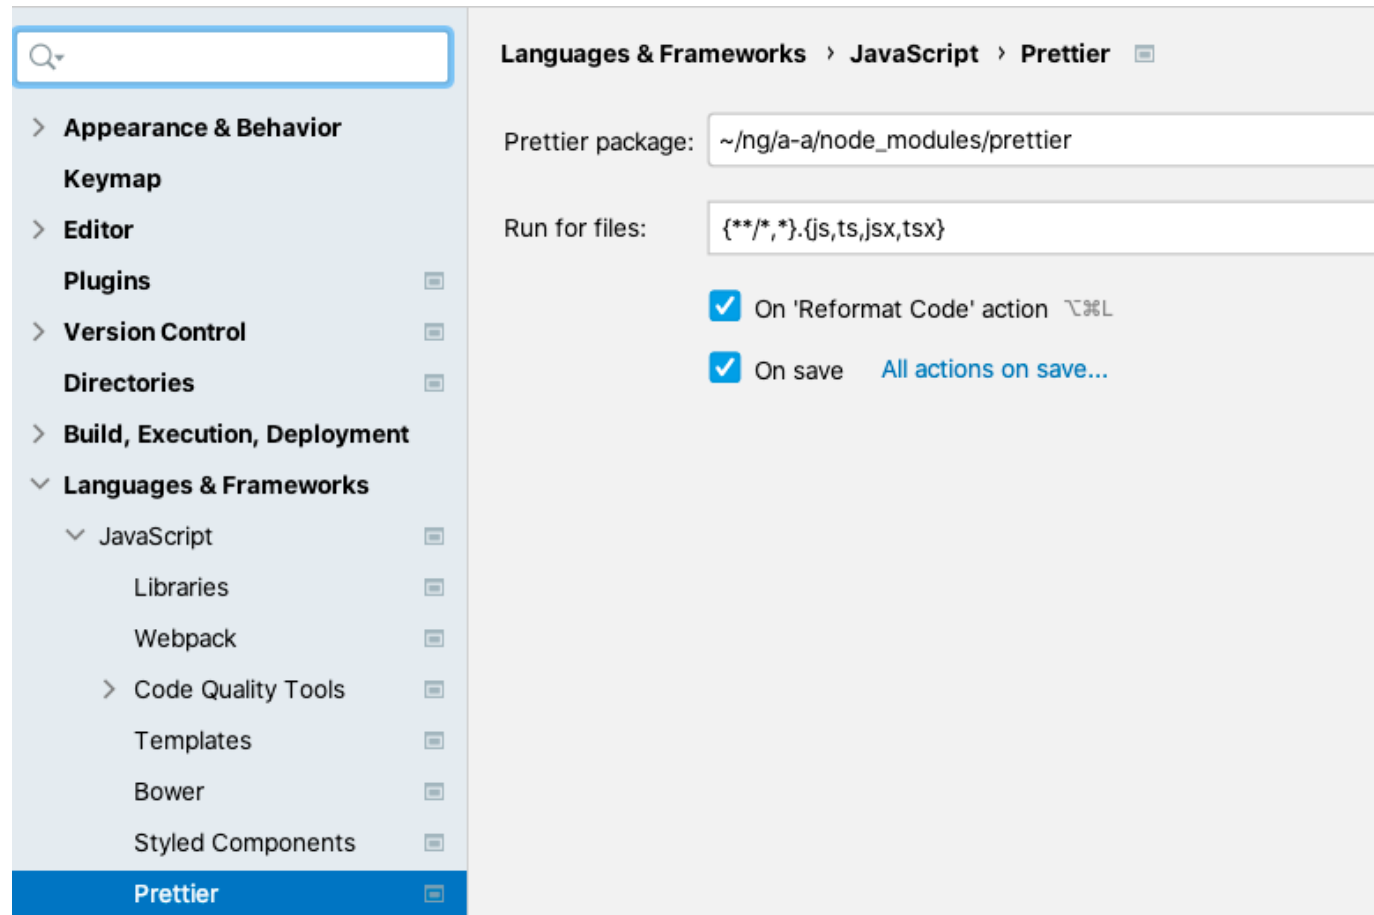 Languages & Frameworks › JavaScript › Prettier
Appearance & Behavior
Keymap
Editor
Plugins
Version Control
Directories
Build, Execution, Deployment
Languages & Frameworks
JavaScript
Libraries
Webpack
Code Quality Tools
Templates
Bower
Styled Components
Prettier
Prettier package: ~/ng/a-a/node_modules/prettier
Run for files: {**/*,*}.{js,ts,jsx,tsx}
On 'Reformat Code' action ⌥⌘L
On save All actions on save...